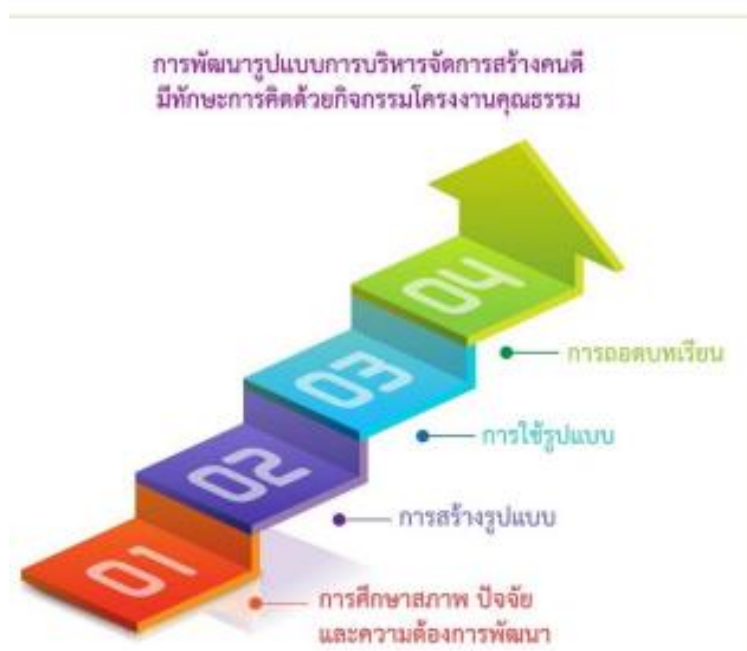 การพัฒนารูปแบบการบริหารจัดการสร้างคนดี
มีทักษะการคิดด้วยกิจกรรมโครงงานคุณธรรม
04
การถอดบทเรียน
03
การใช้รูปแบบ
02
การสร้างรูปแบบ
01
การศึกษาสภาพ ปัจจัย
และความต้องการพัฒนา